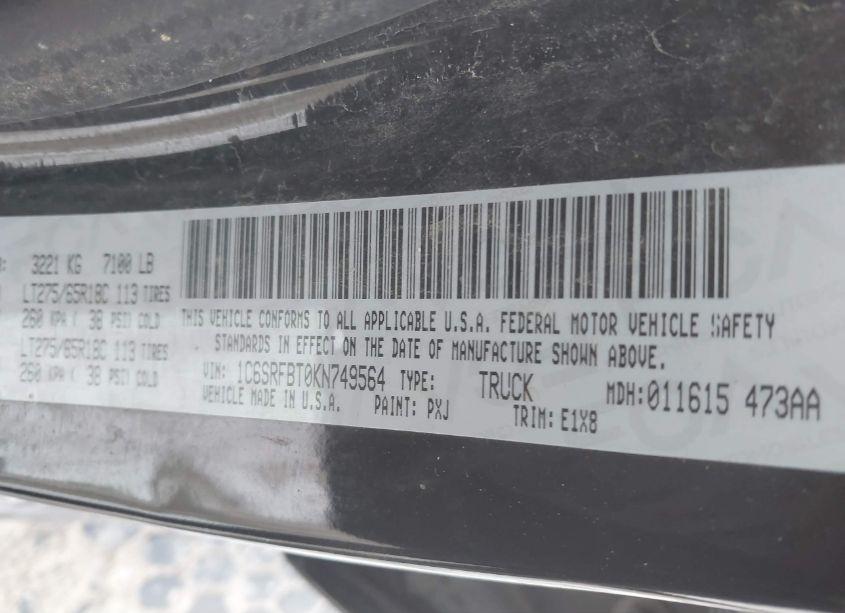 3221 KG 7100 LB
LT275/65R18C 113 TIRES
260 KPA ( 38 PSI) COLD
LT275/65R18C 113 TIRES
260 KPA ( 38 PSI) COLD
THIS VEHICLE CONFORMS TO ALL APPLICABLE U.S.A. FEDERAL MOTOR VEHICLE SAFETY
STANDARDS IN EFFECT ON THE DATE OF MANUFACTURE SHOWN ABOVE.
VIN: 1C6SRFBT0KN749564 TYPE: TRUCK MDH:011615 473AA
VEHICLE MADE IN U.S.A. PAINT: PXJ TRIM: E1X8